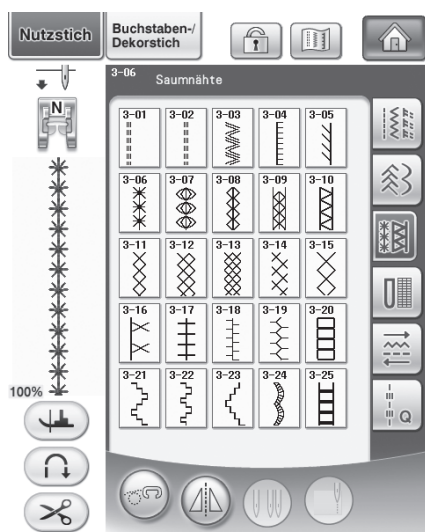 Nutzstich
Buchstaben-/
Dekorstich
3-06 Saumnähte
N
3-01 3-02 3-03 3-04 3-05
3-06 3-07 3-08 3-09 3-10
3-11 3-12 3-13 3-14 3-15
3-16 3-17 3-18 3-19 3-20
3-21 3-22 3-23 3-24 3-25
100%
Q